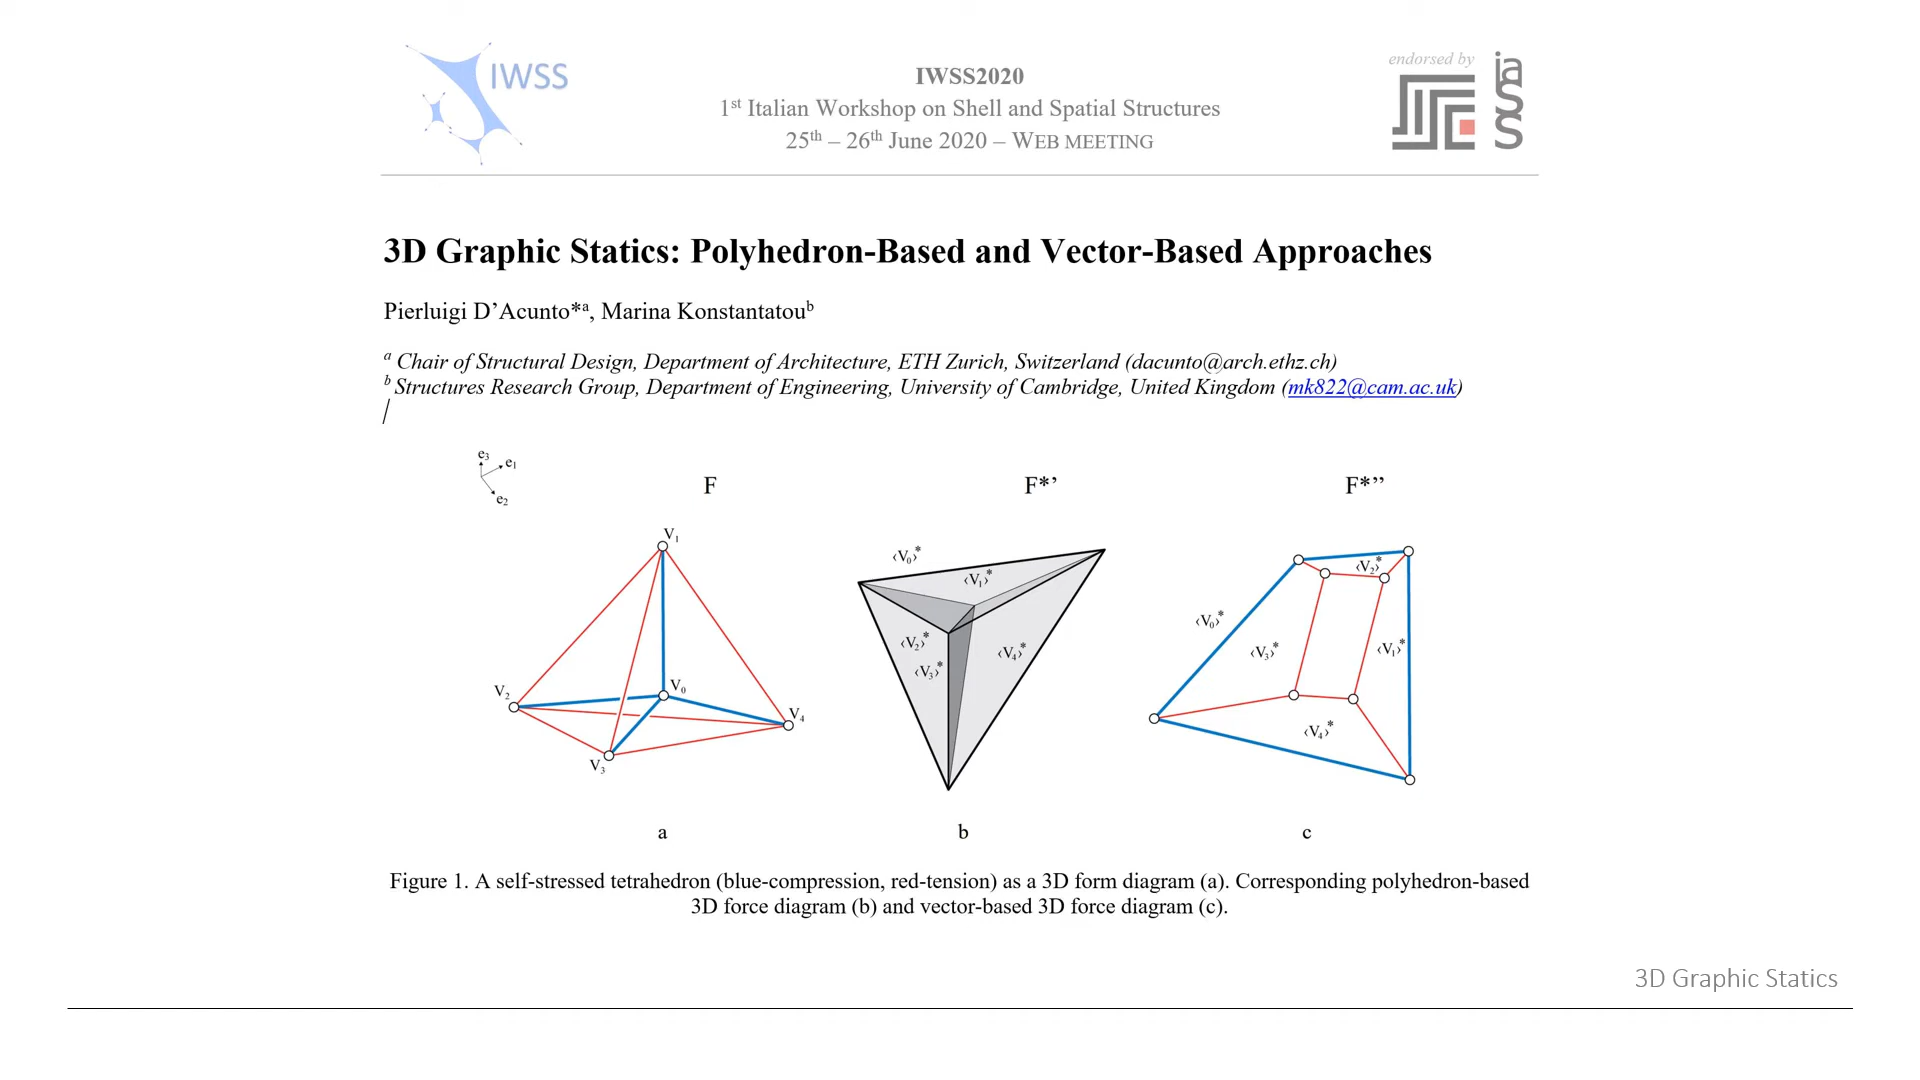 IWSS
IWSS2020
1st Italian Workshop on Shell and Spatial Structures
25th – 26th June 2020 – WEB MEETING
endorsed by
iass
3D Graphic Statics: Polyhedron-Based and Vector-Based Approaches
Pierluigi D’Acunto*a, Marina Konstantatoub
a Chair of Structural Design, Department of Architecture, ETH Zurich, Switzerland (dacunto@arch.ethz.ch)
b Structures Research Group, Department of Engineering, University of Cambridge, United Kingdom (mk822@cam.ac.uk)
/
e3
e1
e2
F
F*’
F*’’
V1
V2
V0
V4
V3
‹V0›*
‹V1›*
‹V2›*
‹V3›*
‹V4›*
‹V2›*
‹V0›*
‹V3›*
‹V1›*
‹V4›*
a
b
c
Figure 1. A self-stressed tetrahedron (blue-compression, red-tension) as a 3D form diagram (a). Corresponding polyhedron-based
3D force diagram (b) and vector-based 3D force diagram (c).
3D Graphic Statics